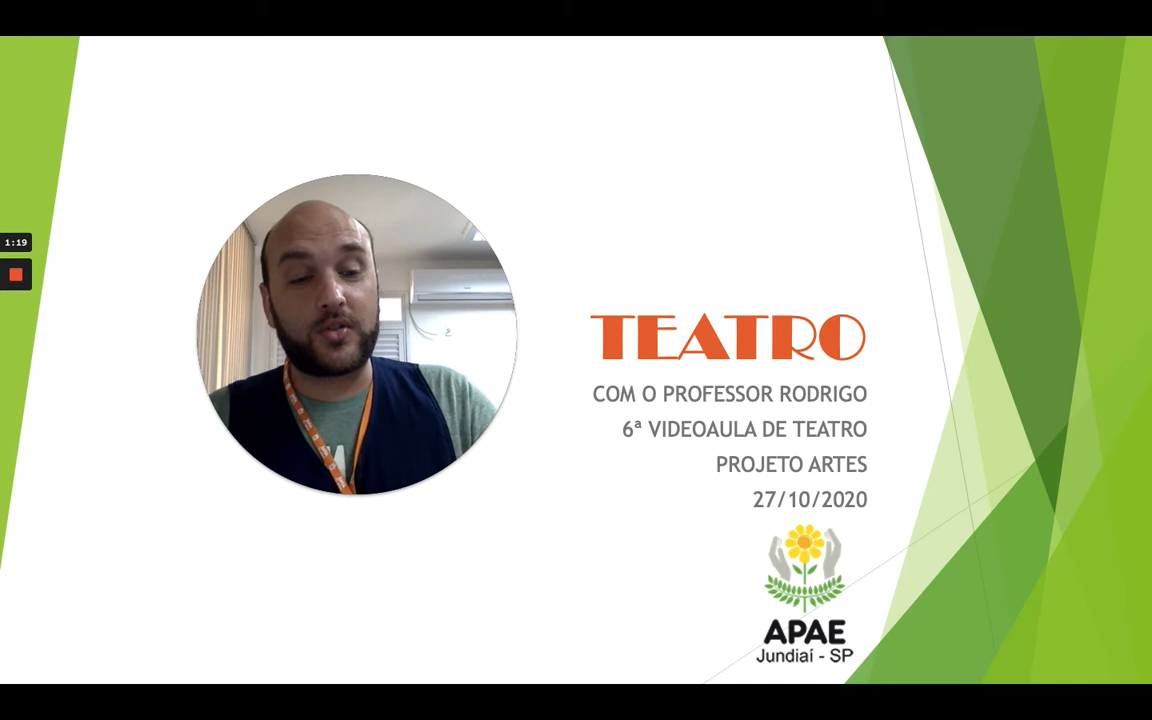 1:19
TEATRO
COM O PROFESSOR RODRIGO
6ª VIDEOAULA DE TEATRO
PROJETO ARTES
27/10/2020
APAE
Jundiaí - SP